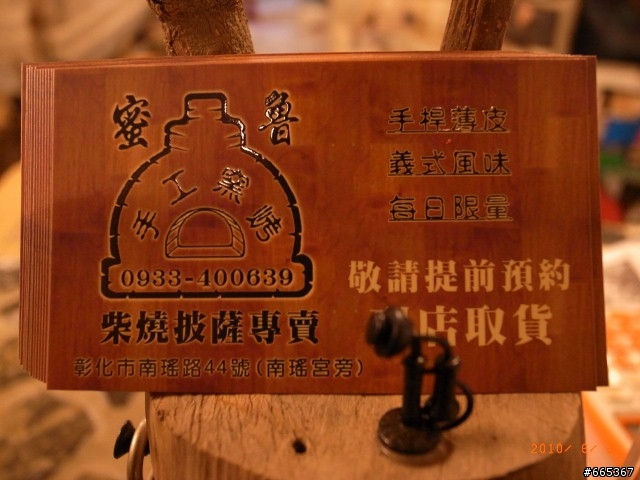 蜜魯
手工窯烤
0933-400639
柴燒披薩專賣
彰化市南瑤路44號(南瑤宮旁)
手桿薄皮
義式風味
每日限量
敬請提前預約
店取貨
2010/ 6/
#665367